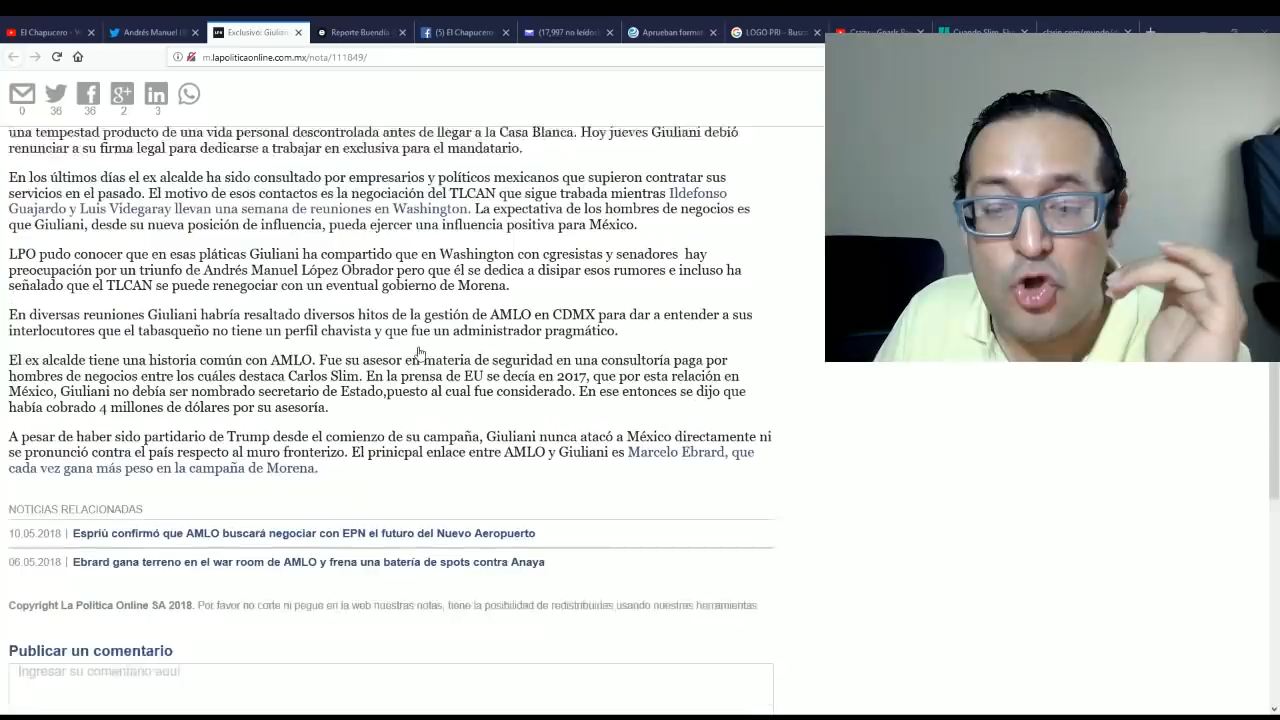 El Chapucero - Y
Andrés Manuel (
Exclusivo: Giulian
Reporte Buendía
(5) El Chapucero
(17,997 no leídos)
Aprueban format
LOGO PRI - Busc
Cuando Slim, El
clarin.com/mundo/d
m.lapoliticaonline.com.mx/nota/111849/
0 36 36 2 3
una tempestad producto de una vida personal descontrolada antes de llegar a la Casa Blanca. Hoy jueves Giuliani debió
renunciar a su firma legal para dedicarse a trabajar en exclusiva para el mandatario.
En los últimos días el ex alcalde ha sido consultado por empresarios y políticos mexicanos que supieron contratar sus
servicios en el pasado. El motivo de esos contactos es la negociación del TLCAN que sigue trabada mientras Ildefonso
Guajardo y Luis Videgaray llevan una semana de reuniones en Washington. La expectativa de los hombres de negocios es
que Giuliani, desde su nueva posición de influencia, pueda ejercer una influencia positiva para México.
LPO pudo conocer que en esas pláticas Giuliani ha compartido que en Washington con cgresistas y senadores hay
preocupación por un triunfo de Andrés Manuel López Obrador pero que él se dedica a disipar esos rumores e incluso ha
señalado que el TLCAN se puede renegociar con un eventual gobierno de Morena.
En diversas reuniones Giuliani habría resaltado diversos hitos de la gestión de AMLO en CDMX para dar a entender a sus
interlocutores que el tabasqueño no tiene un perfil chavista y que fue un administrador pragmático.
El ex alcalde tiene una historia común con AMLO. Fue su asesor en materia de seguridad en una consultoría paga por
hombres de negocios entre los cuáles destaca Carlos Slim. En la prensa de EU se decía en 2017, que por esta relación en
México, Giuliani no debía ser nombrado secretario de Estado,puesto al cual fue considerado. En ese entonces se dijo que
había cobrado 4 millones de dólares por su asesoría.
A pesar de haber sido partidario de Trump desde el comienzo de su campaña, Giuliani nunca atacó a México directamente ni
se pronunció contra el país respecto al muro fronterizo. El prinicpal enlace entre AMLO y Giuliani es Marcelo Ebrard, que
cada vez gana más peso en la campaña de Morena.
NOTICIAS RELACIONADAS
10.05.2018 | Espriú confirmó que AMLO buscará negociar con EPN el futuro del Nuevo Aeropuerto
06.05.2018 | Ebrard gana terreno en el war room de AMLO y frena una batería de spots contra Anaya
Copyright La Política Online SA 2018. Por favor no corte ni pegue en la web nuestras notas, tiene la posibilidad de redistribuirlas usando nuestras herramientas
Publicar un comentario
Ingresar su comentario aquí